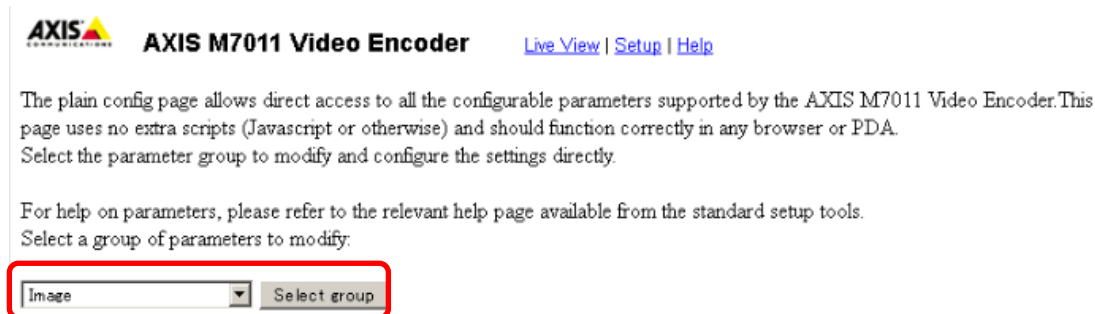 AXIS
COMMUNICATIONS
AXIS M7011 Video Encoder Live View | Setup | Help
The plain config page allows direct access to all the configurable parameters supported by the AXIS M7011 Video Encoder.This
page uses no extra scripts (Javascript or otherwise) and should function correctly in any browser or PDA.
Select the parameter group to modify and configure the settings directly.
For help on parameters, please refer to the relevant help page available from the standard setup tools.
Select a group of parameters to modify:
Image Select group